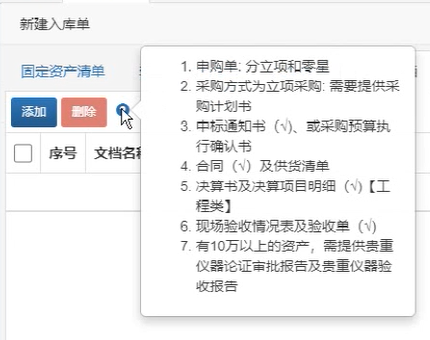 新建入库单
固定资产清单
添加 删除
序号 文档名称
1. 申购单: 分立项和零星
2. 采购方式为立项采购: 需要提供采
购计划书
3. 中标通知书（√)、或采购预算执
行确认书
4. 合同（√）及供货清单
5. 决算书及决算项目明细（√)【工
程类】
6. 现场验收情况表及验收单（√)
7. 有10万以上的资产，需提供贵重
仪器论证审批报告及贵重仪器验
收报告